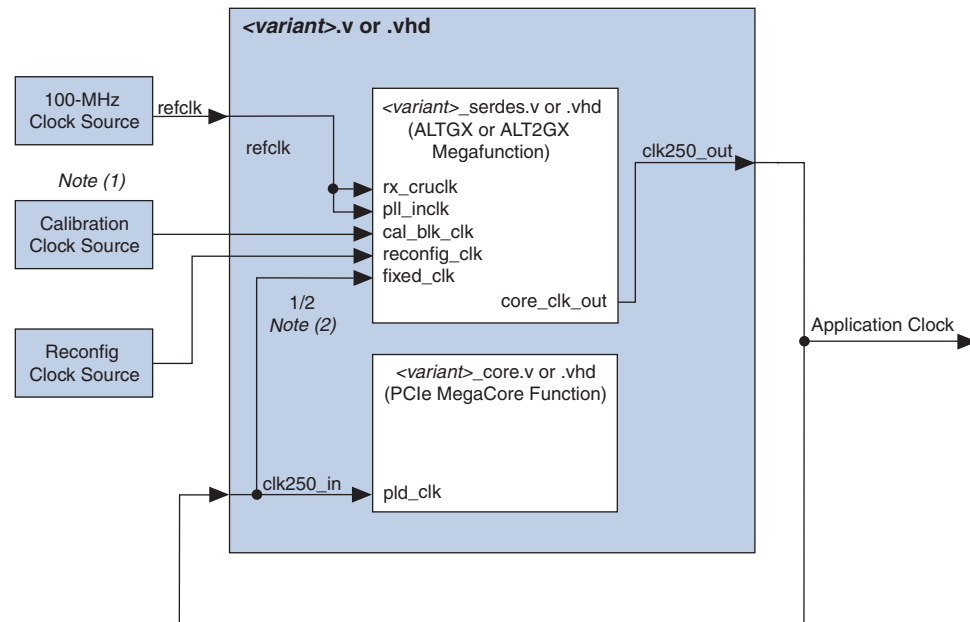 <variant>.v or .vhd
100-MHz
Clock Source
refclk
refclk
Note (1)
Calibration
Clock Source
Reconfig
Clock Source
<variant>_serdes.v or .vhd
(ALTGX or ALT2GX
Megafunction)
rx_cruclk
pll_inclk
cal_blk_clk
reconfig_clk
fixed_clk
1/2
Note (2)
core_clk_out
clk250_out
Application Clock
<variant>_core.v or .vhd
(PCIe MegaCore Function)
clk250_in
pld_clk